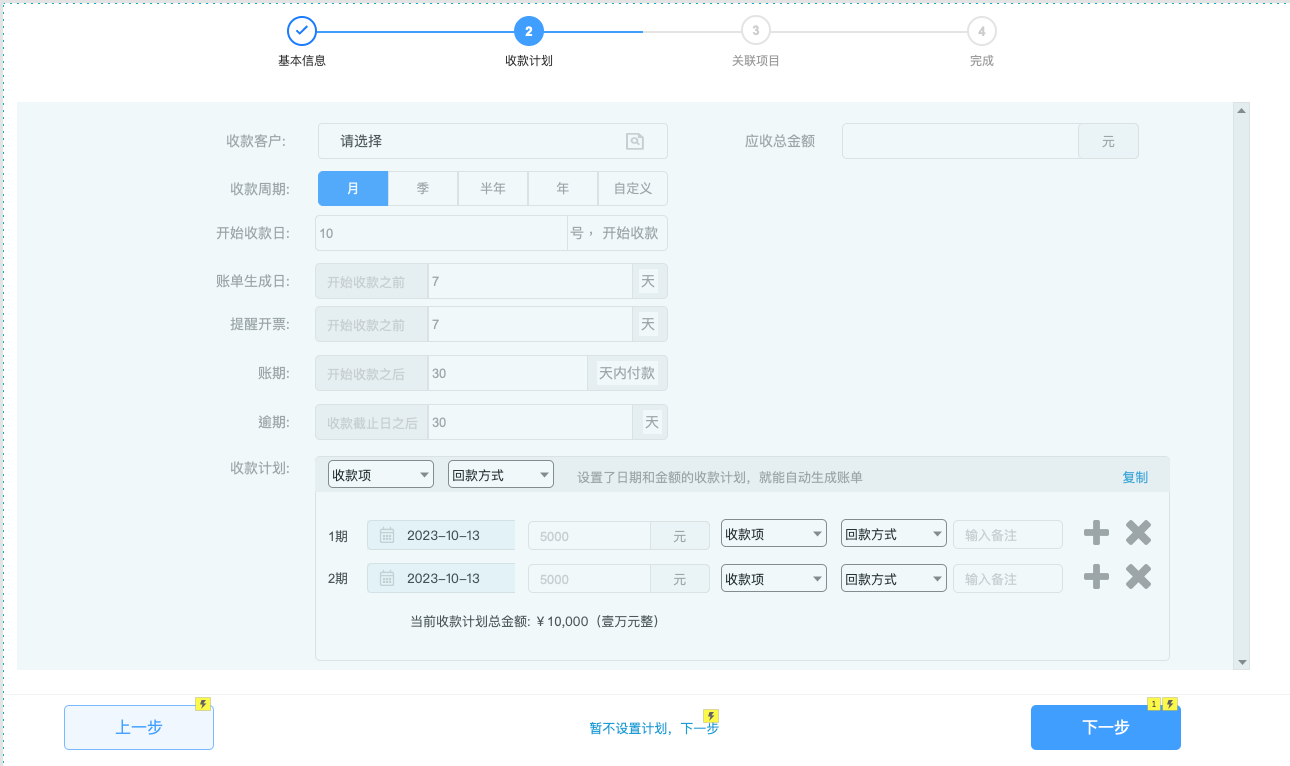 2 3 4
基本信息 收款计划 关联项目 完成
收款客户: 请选择 应收总金额 元
收款周期: 月 季 半年 年 自定义
开始收款日: 10 号， 开始收款
账单生成日: 开始收款之前 7 天
提醒开票: 开始收款之前 7 天
账期: 开始收款之后 30 天内付款
逾期: 收款截止日之后 30 天
收款计划: 收款项 回款方式 设置了日期和金额的收款计划，就能自动生成账单 复制
1期 2023-10-13 5000 元 收款项 回款方式 输入备注
2期 2023-10-13 5000 元 收款项 回款方式 输入备注
当前收款计划总金额: ¥ 10,000（壹万元整）
1
上一步 暂不设置计划，下一步 下一步